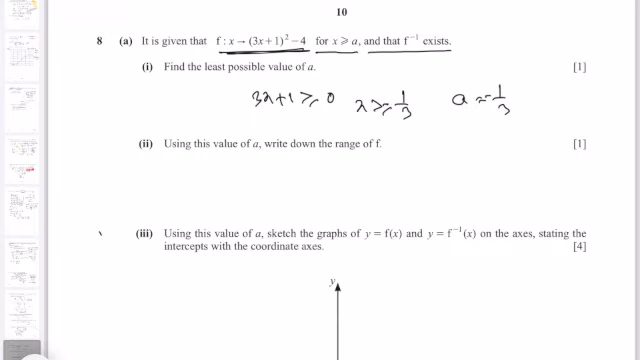 10
8 (a) It is given that f : x → (3x + 1)² − 4 for x ⩾ a, and that f⁻¹ exists.
(i) Find the least possible value of a. [1]
3x+1 ⩾ 0 x ⩾ -1/3 a = -1/3
(ii) Using this value of a, write down the range of f. [1]
(iii) Using this value of a, sketch the graphs of y = f(x) and y = f⁻¹(x) on the axes, stating the
intercepts with the coordinate axes. [4]
y